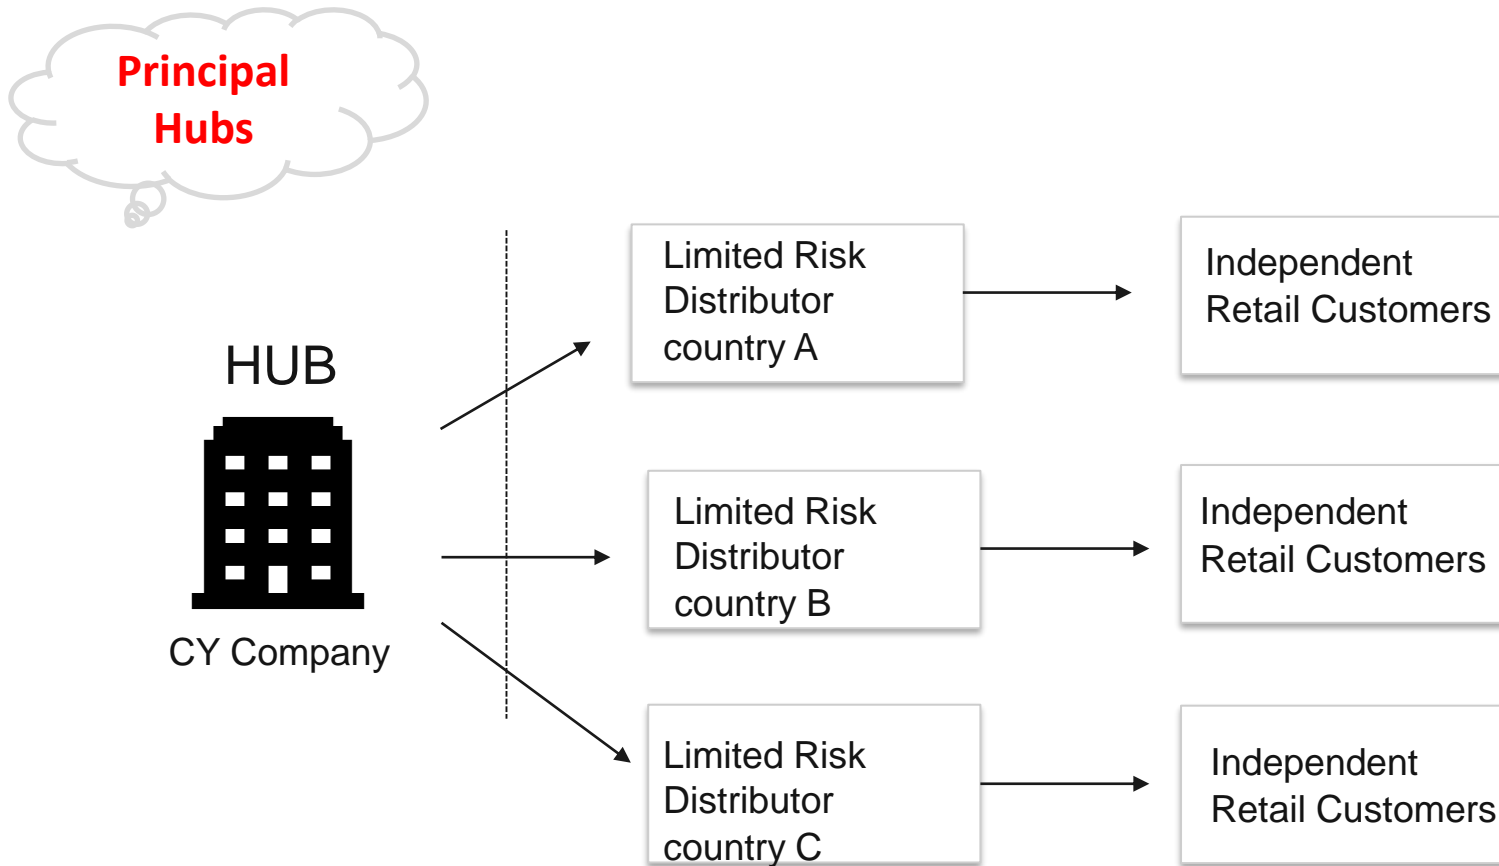 Principal
Hubs
HUB
CY Company
Limited Risk
Distributor
country A
Independent
Retail Customers
Limited Risk
Distributor
country B
Independent
Retail Customers
Limited Risk
Distributor
country C
Independent
Retail Customers